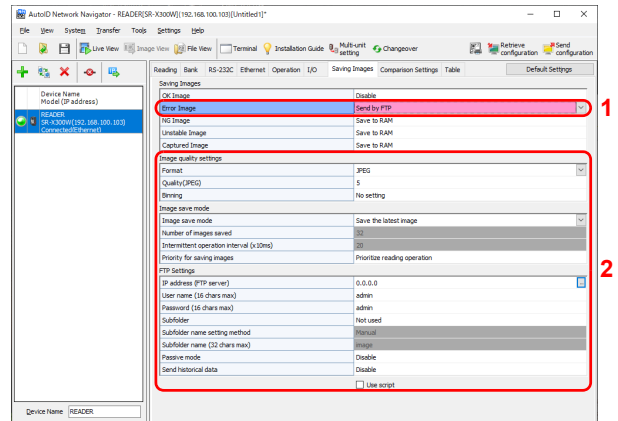 AutoID Network Navigator - READER[SR-X300W](192.168.100.103)[Untitled1]*
File View System Transfer Tools Settings Help
Live View Image View File View Terminal Installation Guide Multi-unit setting Changeover Retrieve configuration Send configuration
Reading Bank RS-232C Ethernet Operation I/O Saving Images Comparison Settings Table Default Settings
Device Name
Model (IP address)
READER
SR-X300W(192.168.100.103)
Connected(Ethernet)
Saving Images
OK Image Disable
Error Image Send by FTP
1
NG Image Save to RAM
Unstable Image Save to RAM
Captured Image Save to RAM
Image quality settings
Format JPEG
Quality(JPEG) 5
Binning No setting
Image save mode
Image save mode Save the latest image
Number of images saved 32
Intermittent operation interval (x10ms) 20
Priority for saving images Prioritize reading operation
2
FTP Settings
IP address (FTP server) 0.0.0.0
User name (16 chars max) admin
Password (16 chars max) admin
Subfolder Not used
Subfolder name setting method Manual
Subfolder name (32 chars max) image
Passive mode Disable
Send historical data Disable
Use script
Device Name READER